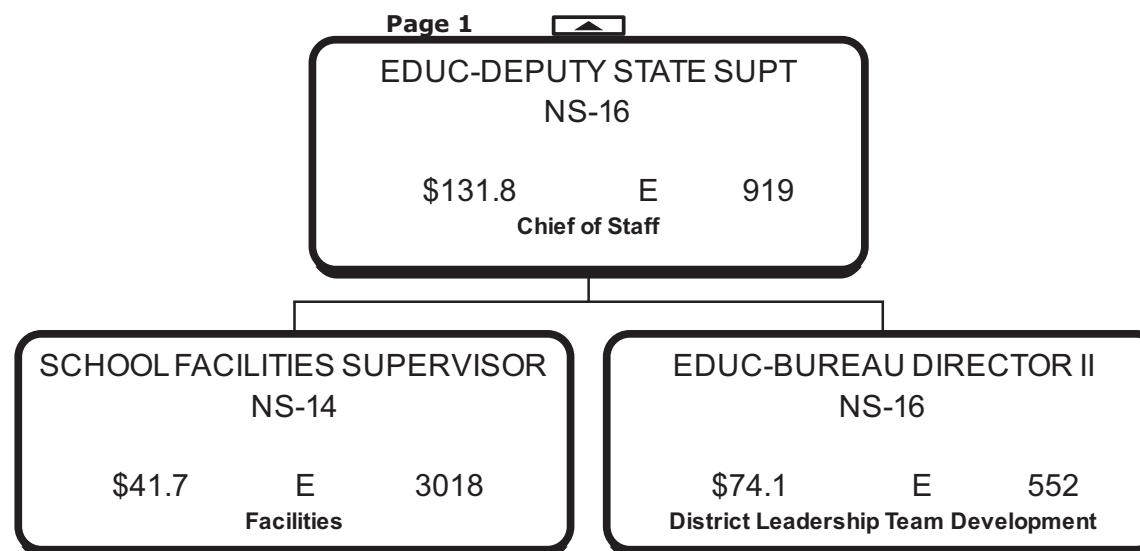 Page 1
EDUC-DEPUTY STATE SUPT
NS-16
$131.8 E 919
Chief of Staff
SCHOOL FACILITIES SUPERVISOR
NS-14
$41.7 E 3018
Facilities
EDUC-BUREAU DIRECTOR II
NS-16
$74.1 E 552
District Leadership Team Development